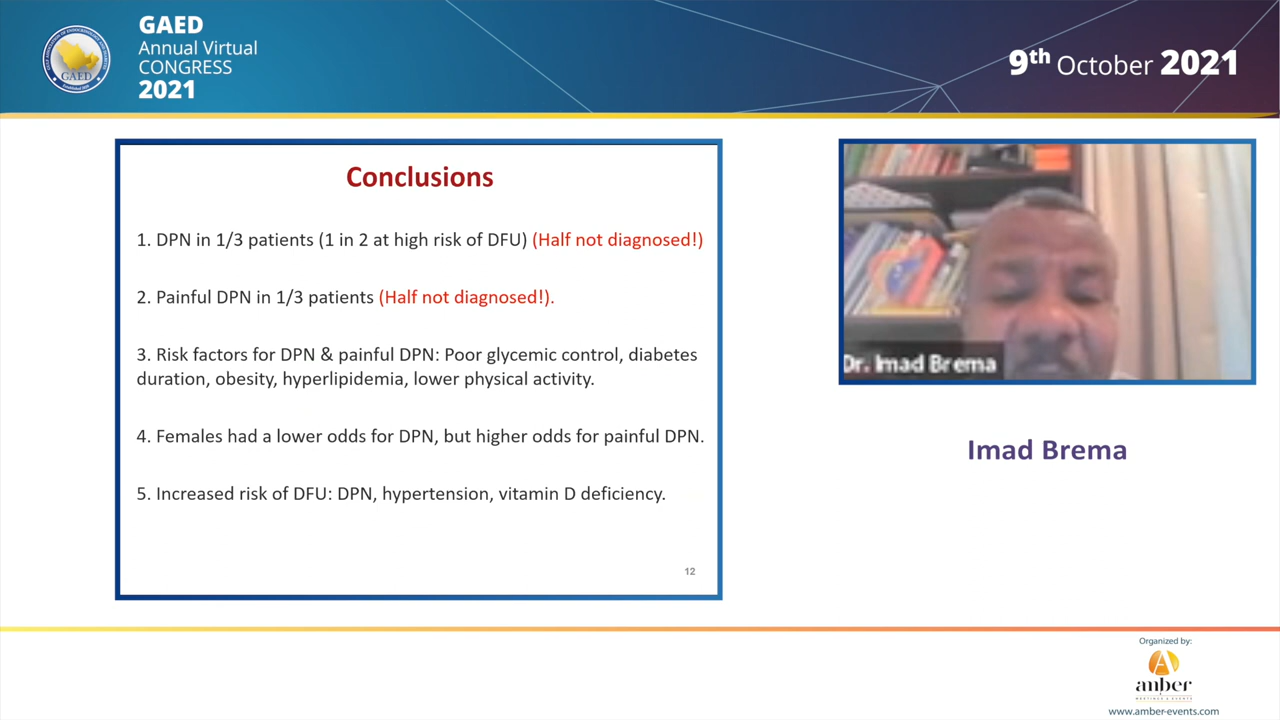 GAED
Annual Virtual
CONGRESS
2021
GAED
9th October 2021
Conclusions
1. DPN in 1/3 patients (1 in 2 at high risk of DFU) (Half not diagnosed!)
2. Painful DPN in 1/3 patients (Half not diagnosed!).
3. Risk factors for DPN & painful DPN: Poor glycemic control, diabetes
duration, obesity, hyperlipidemia, lower physical activity.
4. Females had a lower odds for DPN, but higher odds for painful DPN.
5. Increased risk of DFU: DPN, hypertension, vitamin D deficiency.
12
Dr. Imad Brema
Imad Brema
Organized by:
anber
MEETINGS & EVENTS
www.amber-events.com